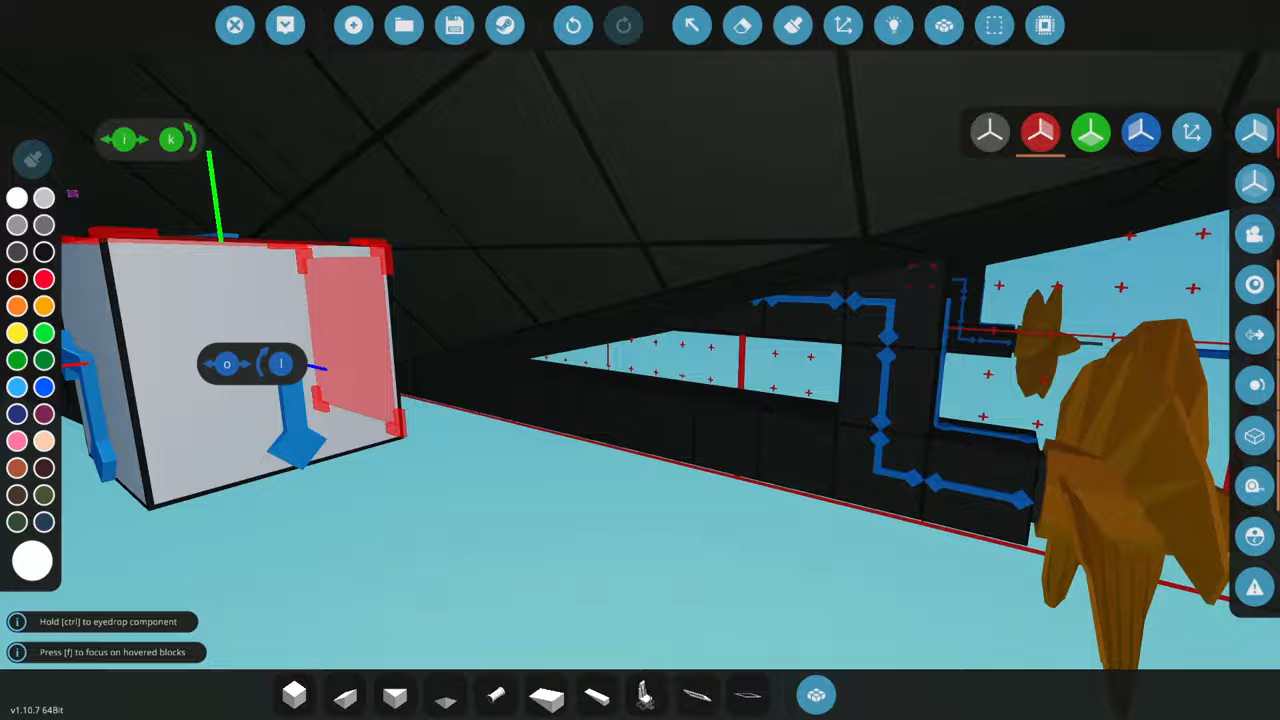 i k
o l
Hold [ctrl] to eyedrop component
Press [f] to focus on hovered blocks
v1.10.7 64Bit